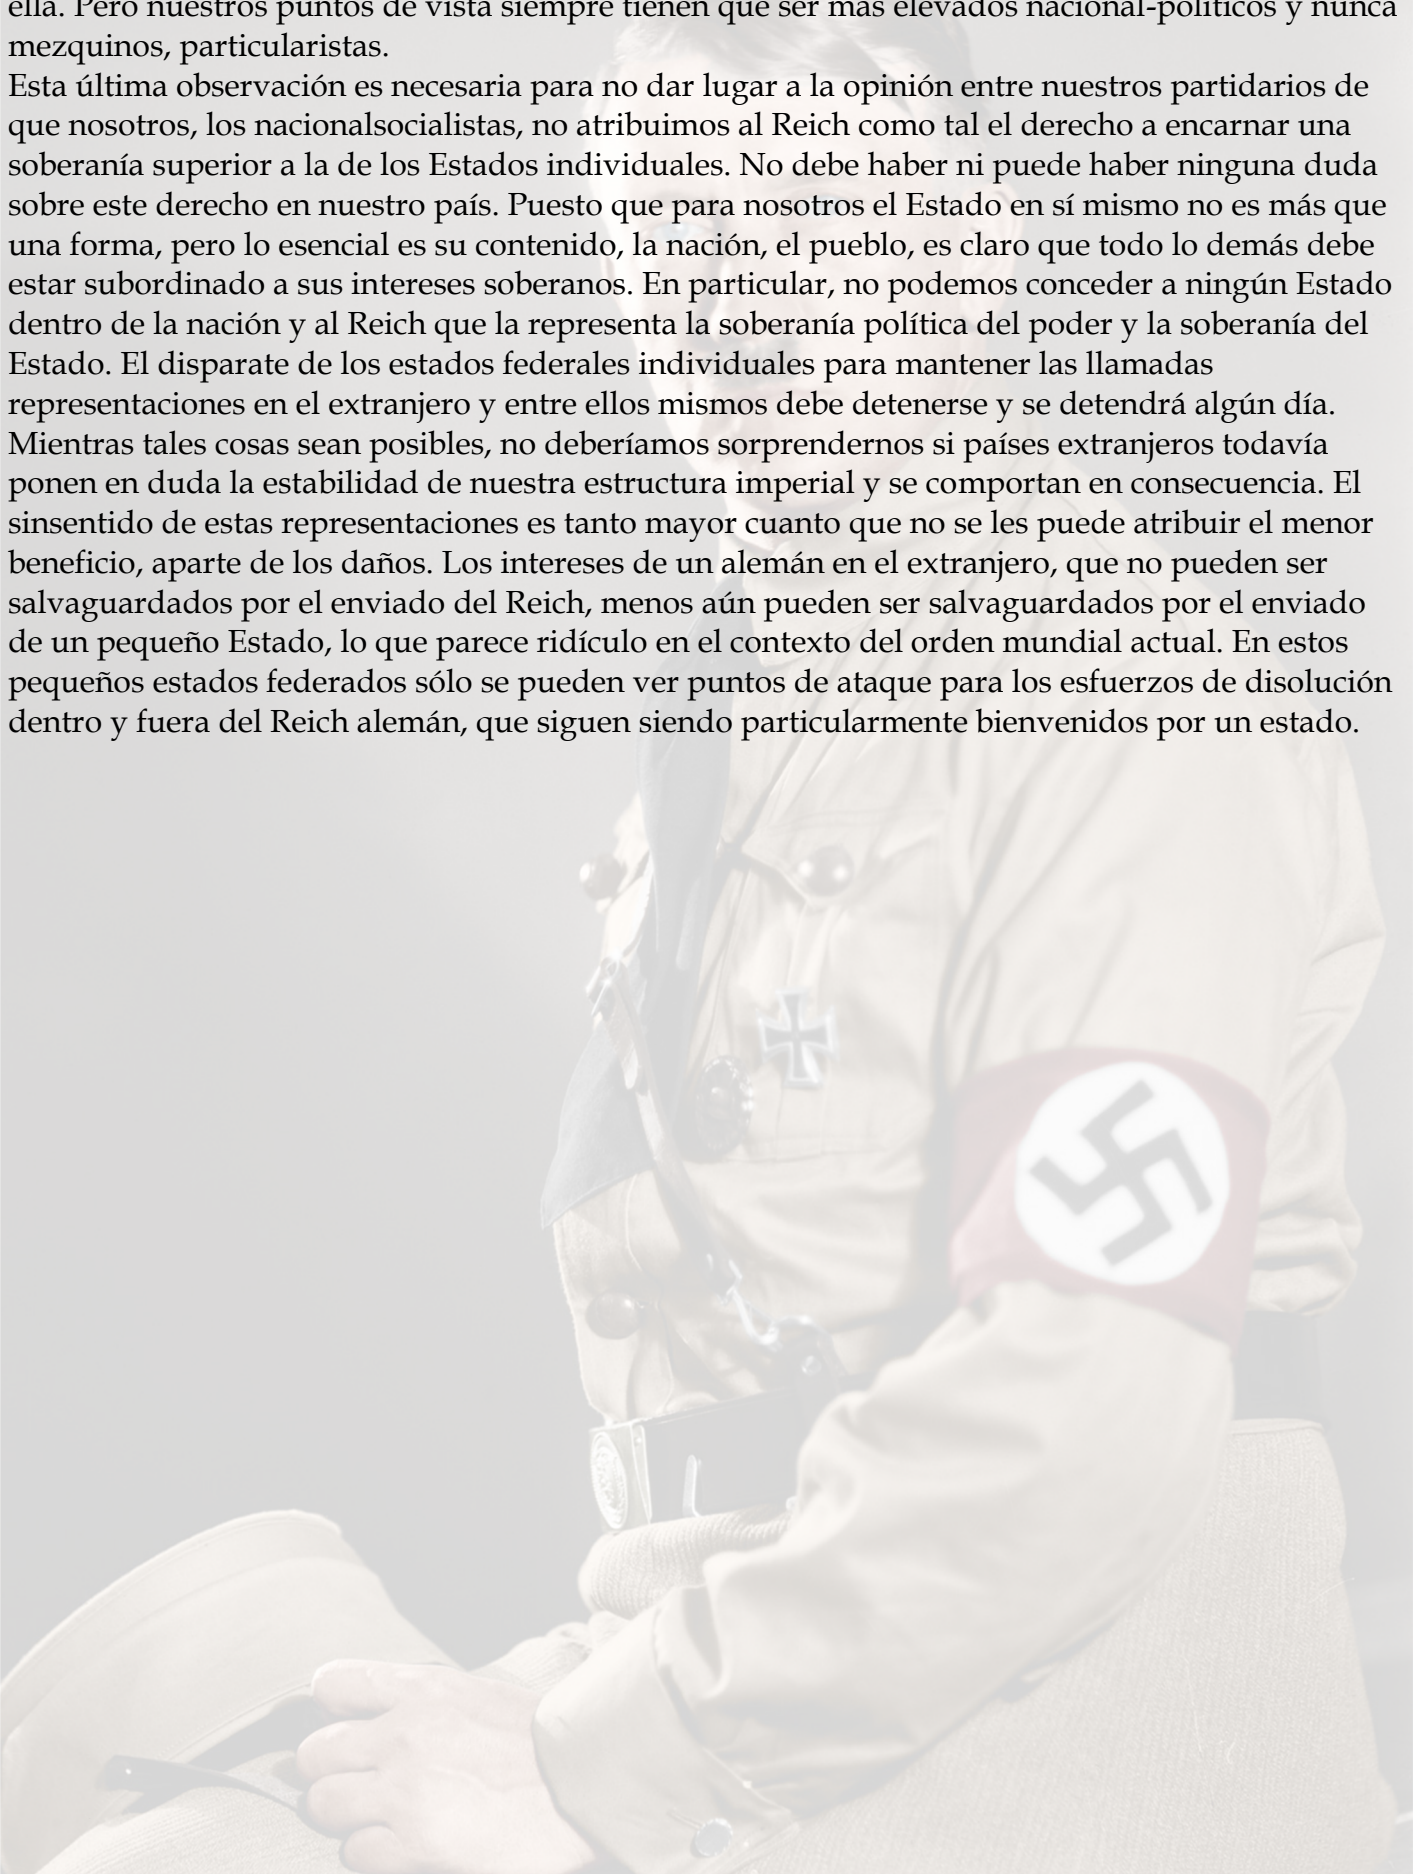 ella. Pero nuestros puntos de vista siempre tienen que ser más elevados nacional-políticos y nunca
mezquinos, particularistas.
Esta última observación es necesaria para no dar lugar a la opinión entre nuestros partidarios de
que nosotros, los nacionalsocialistas, no atribuimos al Reich como tal el derecho a encarnar una
soberanía superior a la de los Estados individuales. No debe haber ni puede haber ninguna duda
sobre este derecho en nuestro país. Puesto que para nosotros el Estado en sí mismo no es más que
una forma, pero lo esencial es su contenido, la nación, el pueblo, es claro que todo lo demás debe
estar subordinado a sus intereses soberanos. En particular, no podemos conceder a ningún Estado
dentro de la nación y al Reich que la representa la soberanía política del poder y la soberanía del
Estado. El disparate de los estados federales individuales para mantener las llamadas
representaciones en el extranjero y entre ellos mismos debe detenerse y se detendrá algún día.
Mientras tales cosas sean posibles, no deberíamos sorprendernos si países extranjeros todavía
ponen en duda la estabilidad de nuestra estructura imperial y se comportan en consecuencia. El
sinsentido de estas representaciones es tanto mayor cuanto que no se les puede atribuir el menor
beneficio, aparte de los daños. Los intereses de un alemán en el extranjero, que no pueden ser
salvaguardados por el enviado del Reich, menos aún pueden ser salvaguardados por el enviado
de un pequeño Estado, lo que parece ridículo en el contexto del orden mundial actual. En estos
pequeños estados federados sólo se pueden ver puntos de ataque para los esfuerzos de disolución
dentro y fuera del Reich alemán, que siguen siendo particularmente bienvenidos por un estado.